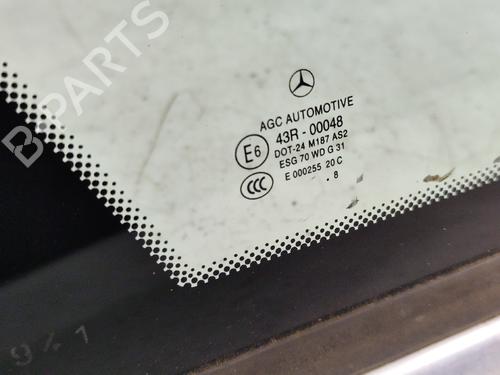 B PARTS
AGC AUTOMOTIVE
E6 43R - 00048
DOT-24 M187 AS2
ESG 70 WD G 31
CCC E 000255 20 C
. 8